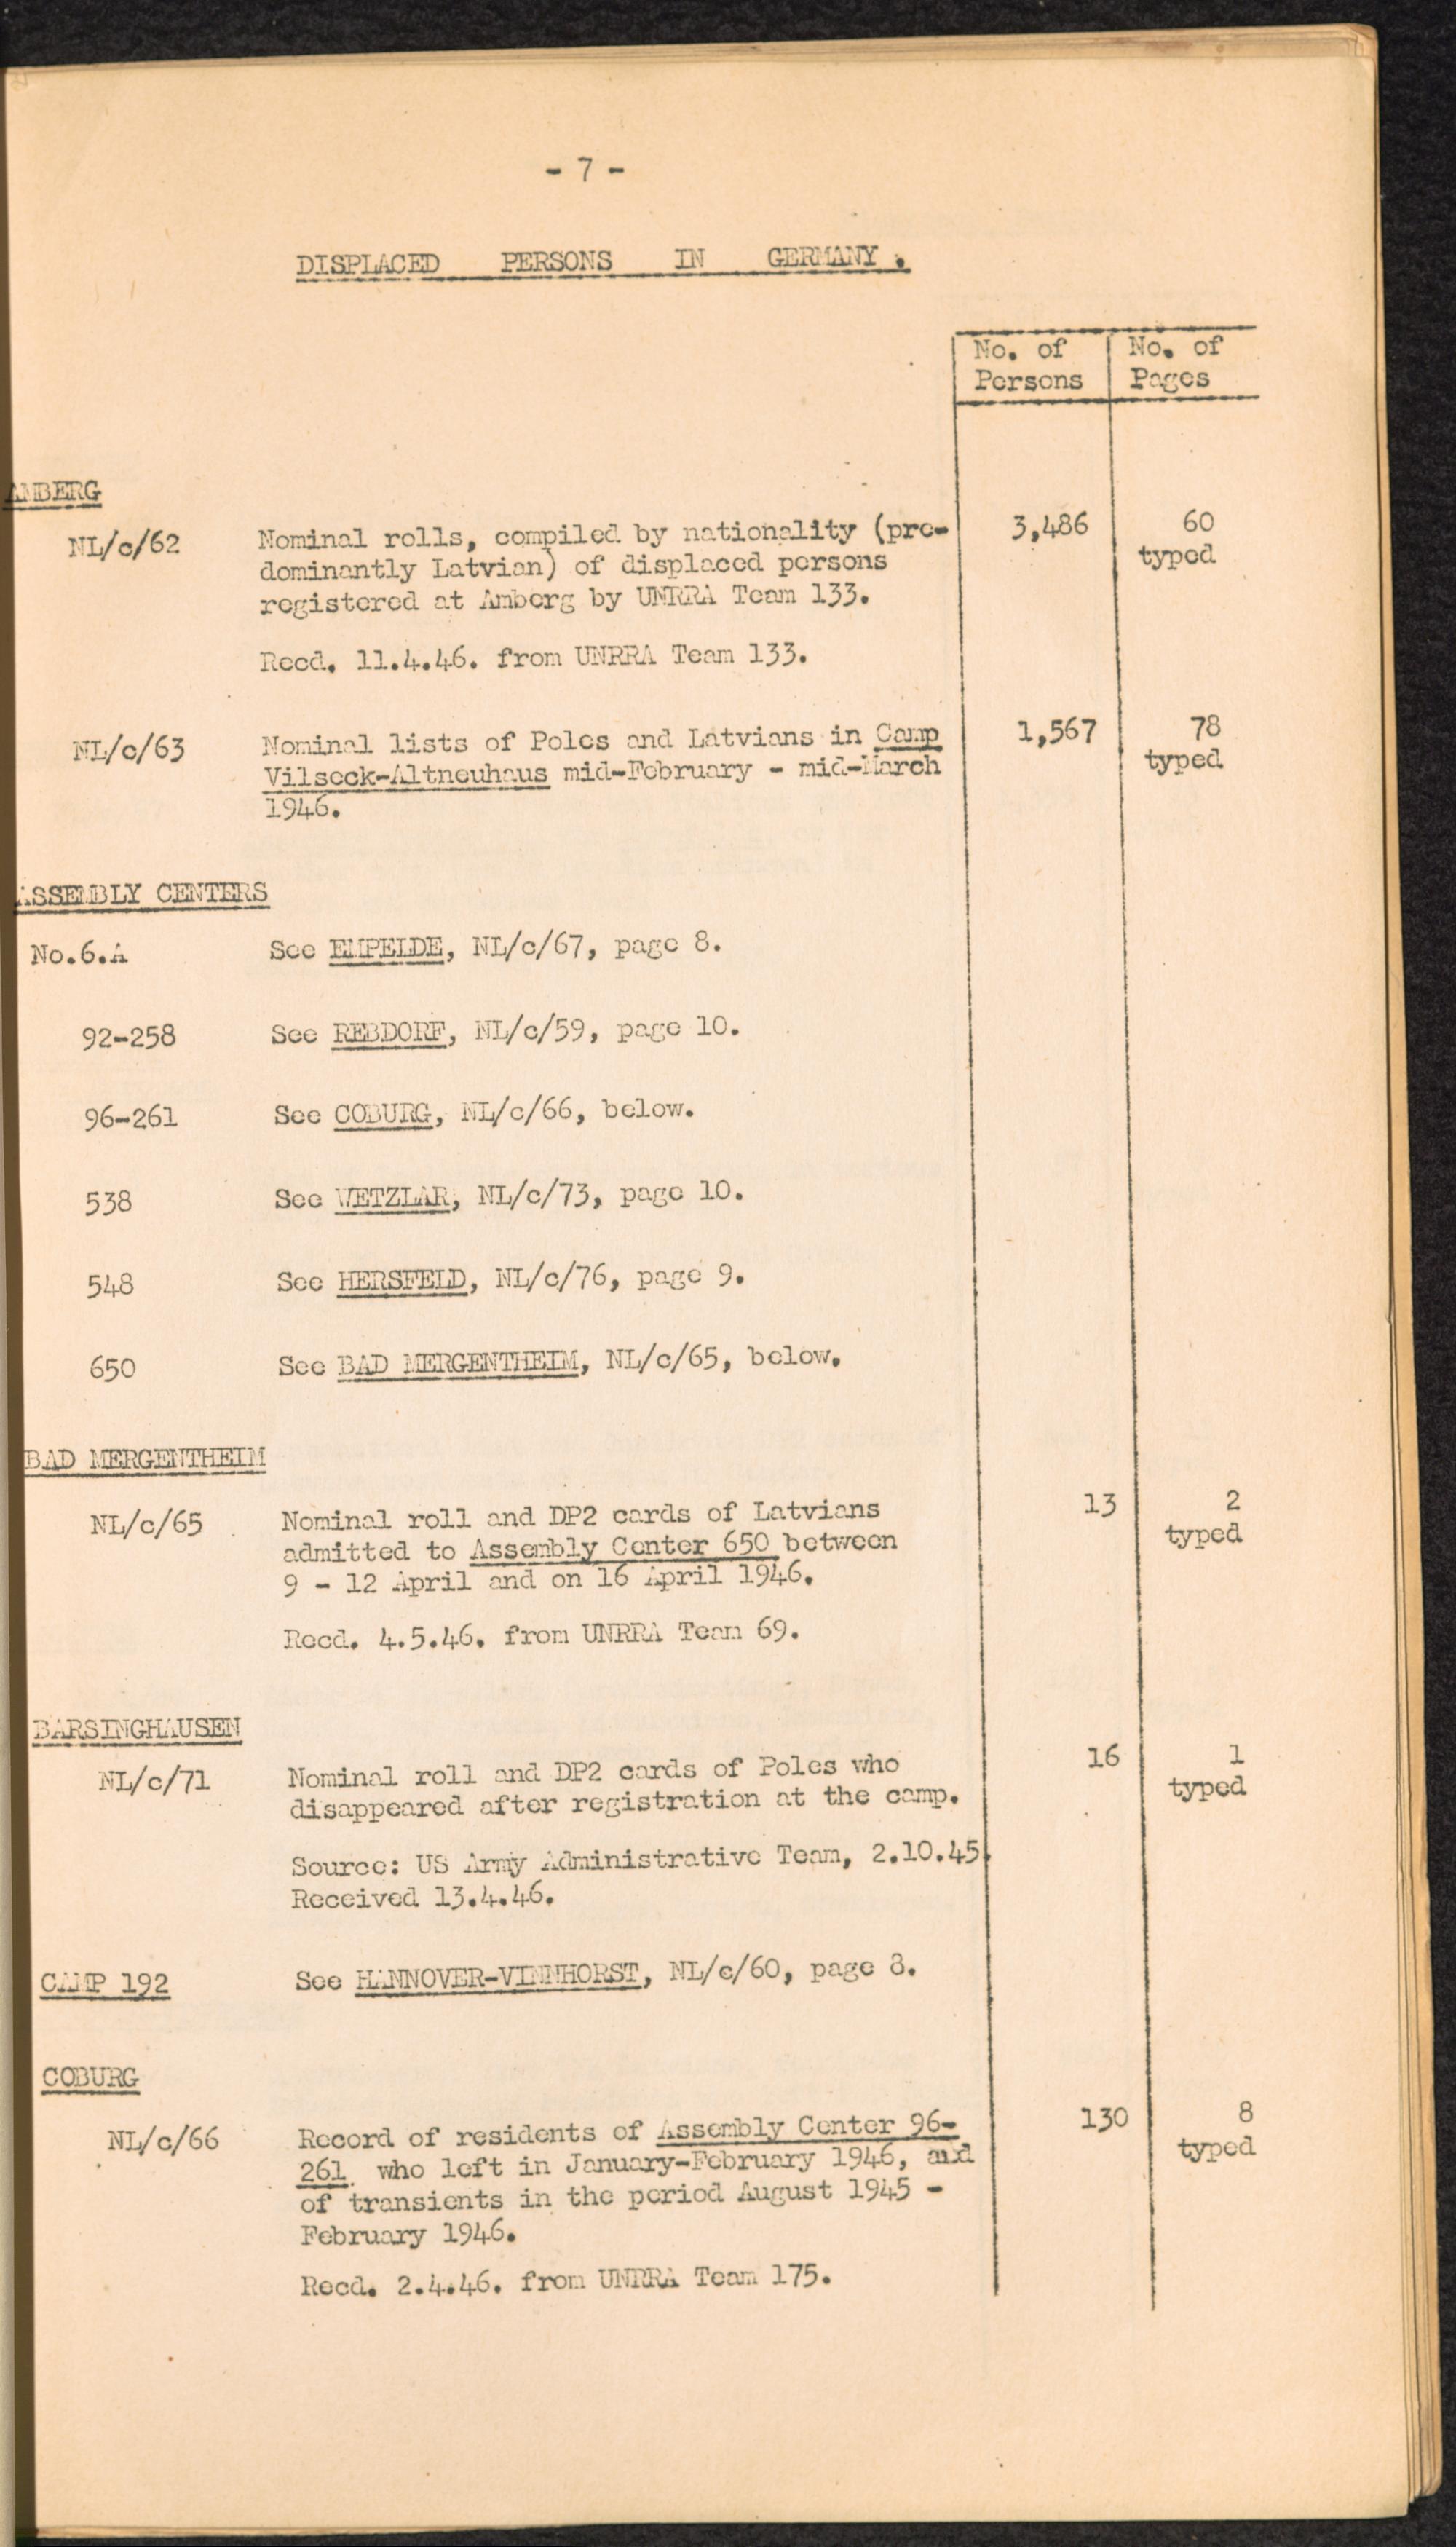 - 7 -
DISPLACED PERSONS IN GERMANY.
No. of No. of
Persons Pages
AMBERG
NL/c/62 Nominal rolls, compiled by nationality (pre- 3,486 60
dominantly Latvian) of displaced persons typed
registered at Amberg by UNRRA Team 133.
Recd. 11.4.46. from UNRRA Team 133.
NL/c/63 Nominal lists of Poles and Latvians in Camp 1,567 78
Vilseck-Altneuhaus mid-February - mid-March typed
1946.
ASSEMBLY CENTERS
No.6.A See EMPELDE, NL/c/67, page 8.
92-258 See REBDORF, NL/c/59, page 10.
96-261 See COBURG, NL/c/66, below.
538 See WETZLAR, NL/c/73, page 10.
548 See HERSFELD, NL/c/76, page 9.
650 See BAD MERGENTHEIM, NL/c/65, below.
BAD MERGENTHEIM
NL/c/65 Nominal roll and DP2 cards of Latvians 13 2
admitted to Assembly Center 650 between typed
9 - 12 April and on 16 April 1946.
Recd. 4.5.46. from UNRRA Team 69.
BARSINGHAUSEN
NL/c/71 Nominal roll and DP2 cards of Poles who 16 1
disappeared after registration at the camp. typed
Source: US Army Administrative Team, 2.10.45.
Received 13.4.46.
CAMP 192 See HANNOVER-VINNHORST, NL/c/60, page 8.
COBURG
NL/c/66 Record of residents of Assembly Center 96- 130 8
261 who left in January-February 1946, and typed
of transients in the period August 1945 -
February 1946.
Recd. 2.4.46. from UNRRA Team 175.